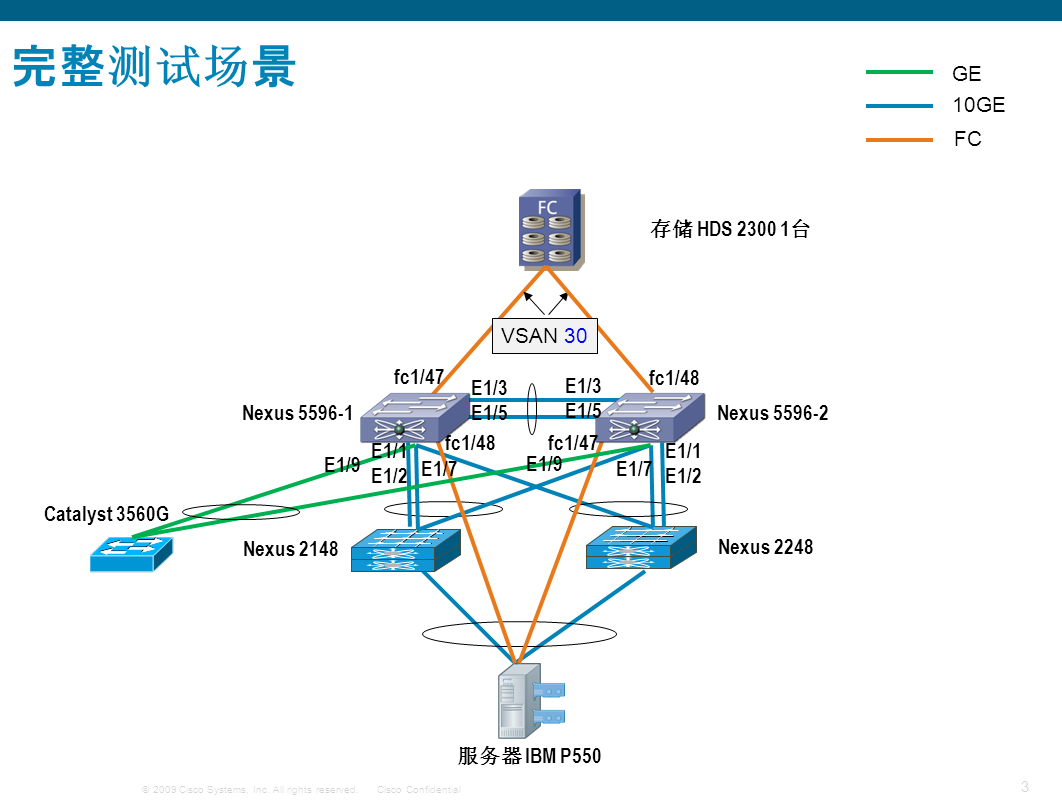 完整测试场景
GE
10GE
FC
FC
存储 HDS 2300 1台
VSAN 30
fc1/47
E1/3
E1/3
fc1/48
Nexus 5596-1
E1/5
E1/5
Nexus 5596-2
E1/1
fc1/48
fc1/47
E1/1
E1/9
E1/2
E1/7
E1/9
E1/7
E1/2
Catalyst 3560G
Nexus 2148
Nexus 2248
服务器 IBM P550
© 2009 Cisco Systems, Inc. All rights reserved. Cisco Confidential
3